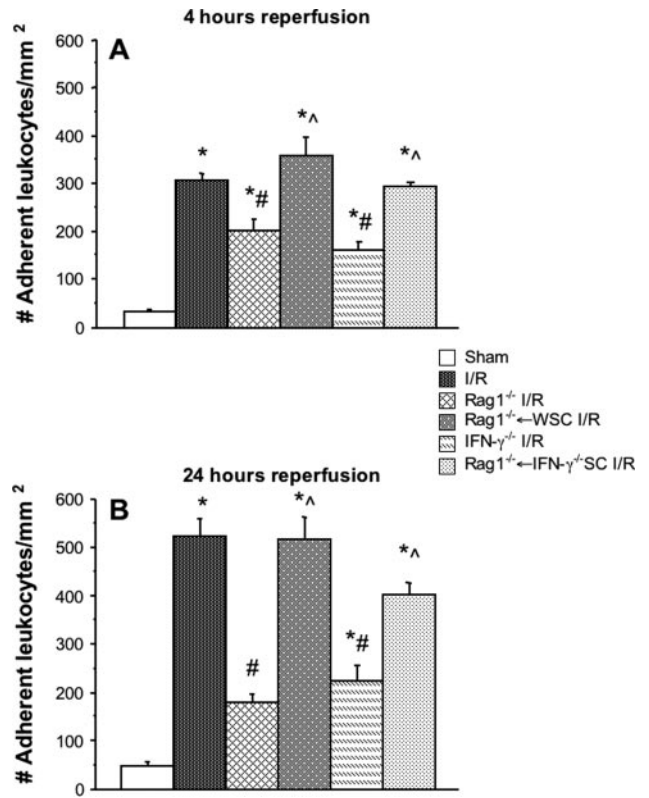 4 hours reperfusion
A
# Adherent leukocytes/mm 2
600
500
400
300
200
100
0
*
*#
*^
*#
*^
Sham
I/R
Rag1-/- I/R
Rag1-/-←WSC I/R
IFN-γ-/- I/R
Rag1-/-←IFN-γ-/-SC I/R
24 hours reperfusion
B
# Adherent leukocytes/mm 2
600
500
400
300
200
100
0
*
#
*^
*#
*^